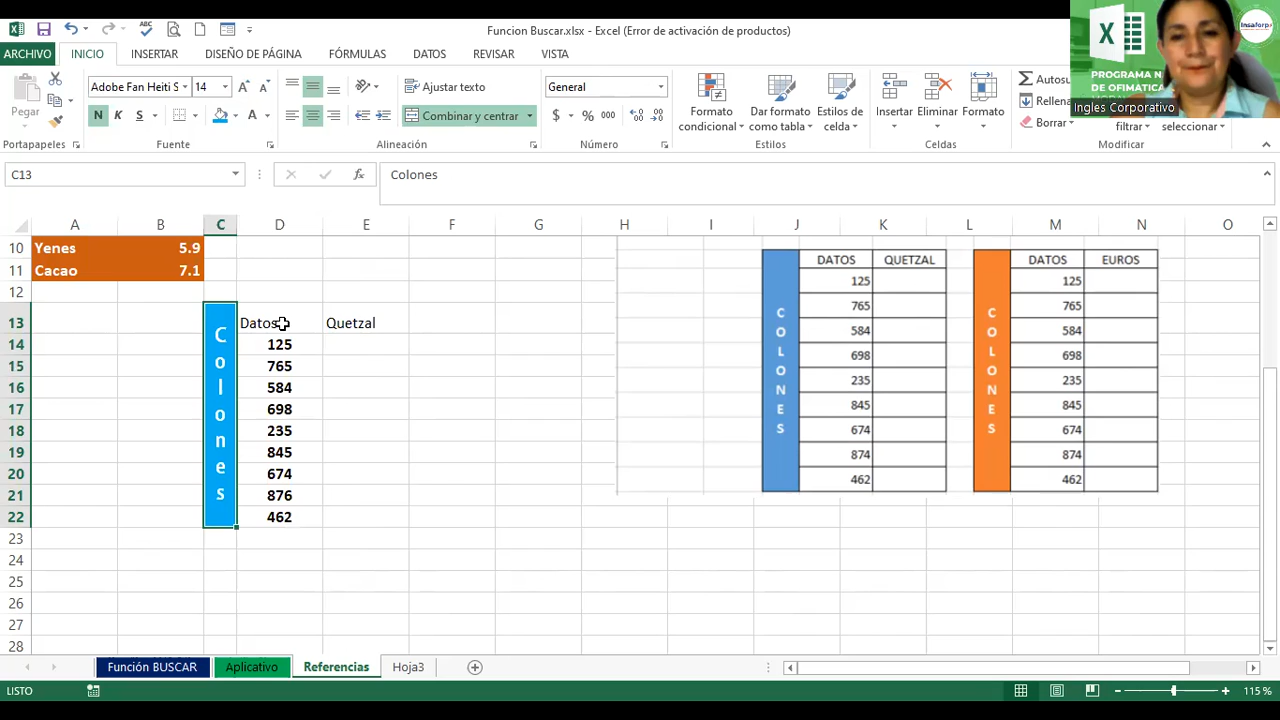 Funcion Buscar.xlsx - Excel (Error de activación de productos)
ARCHIVO INICIO INSERTAR DISEÑO DE PÁGINA FÓRMULAS DATOS REVISAR VISTA
Pegar
Adobe Fan Heiti S 14
N K S
Ajustar texto
Combinar y centrar
General
$ % 000
Formato condicional
Dar formato como tabla
Estilos de celda
Insertar
Eliminar
Formato
Autosu
Rellena
Borrar
filtrar
seleccionar
Portapapeles Fuente Alineación Número Estilos Celdas Modificar
Insaforp
PROGRAMA N
DE OFIMATICA
Ingles Corporativo
C13 fx Colones
A B C D E F G H I J K L M N O
10 Yenes 5.9
11 Cacao 7.1
12
13 Datos Quetzal
14 125
15 765
16 584
17 698
18 235
19 845
20 674
21 876
22 462
23
24
25
26
27
28
Colones
DATOS QUETZAL
125
765
584
698
235
845
674
874
462
COLONES
DATOS EUROS
125
765
584
698
235
845
674
874
462
COLONES
Función BUSCAR Aplicativo Referencias Hoja3
LISTO
115 %